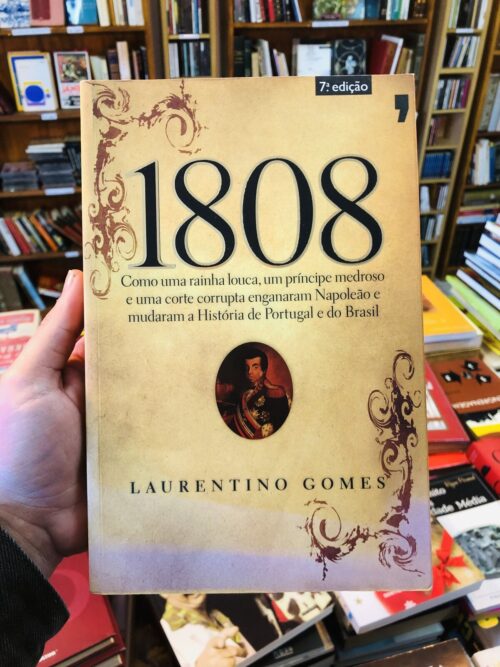 7.ª edição
1808
Como uma rainha louca, um príncipe medroso
e uma corte corrupta enganaram Napoleão e
mudaram a História de Portugal e do Brasil
LAURENTINO GOMES